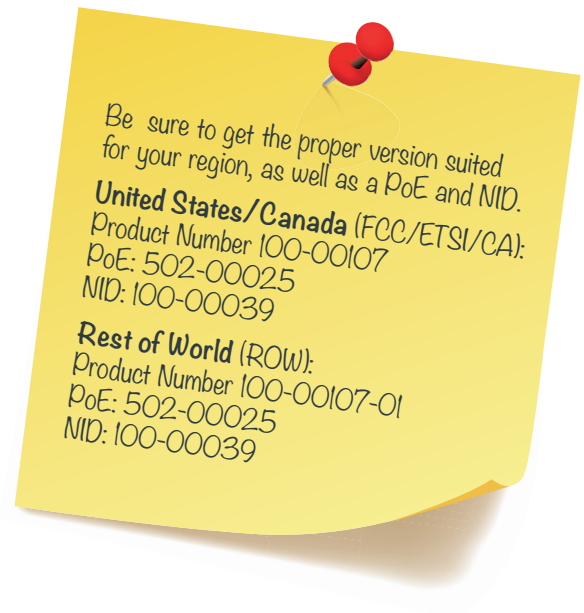 Be sure to get the proper version suited
for your region, as well as a PoE and NID.
United States/Canada (FCC/ETSI/CA):
Product Number 100-00107
PoE: 502-00025
NID: 100-00039
Rest of World (ROW):
Product Number 100-00107-01
PoE: 502-00025
NID: 100-00039